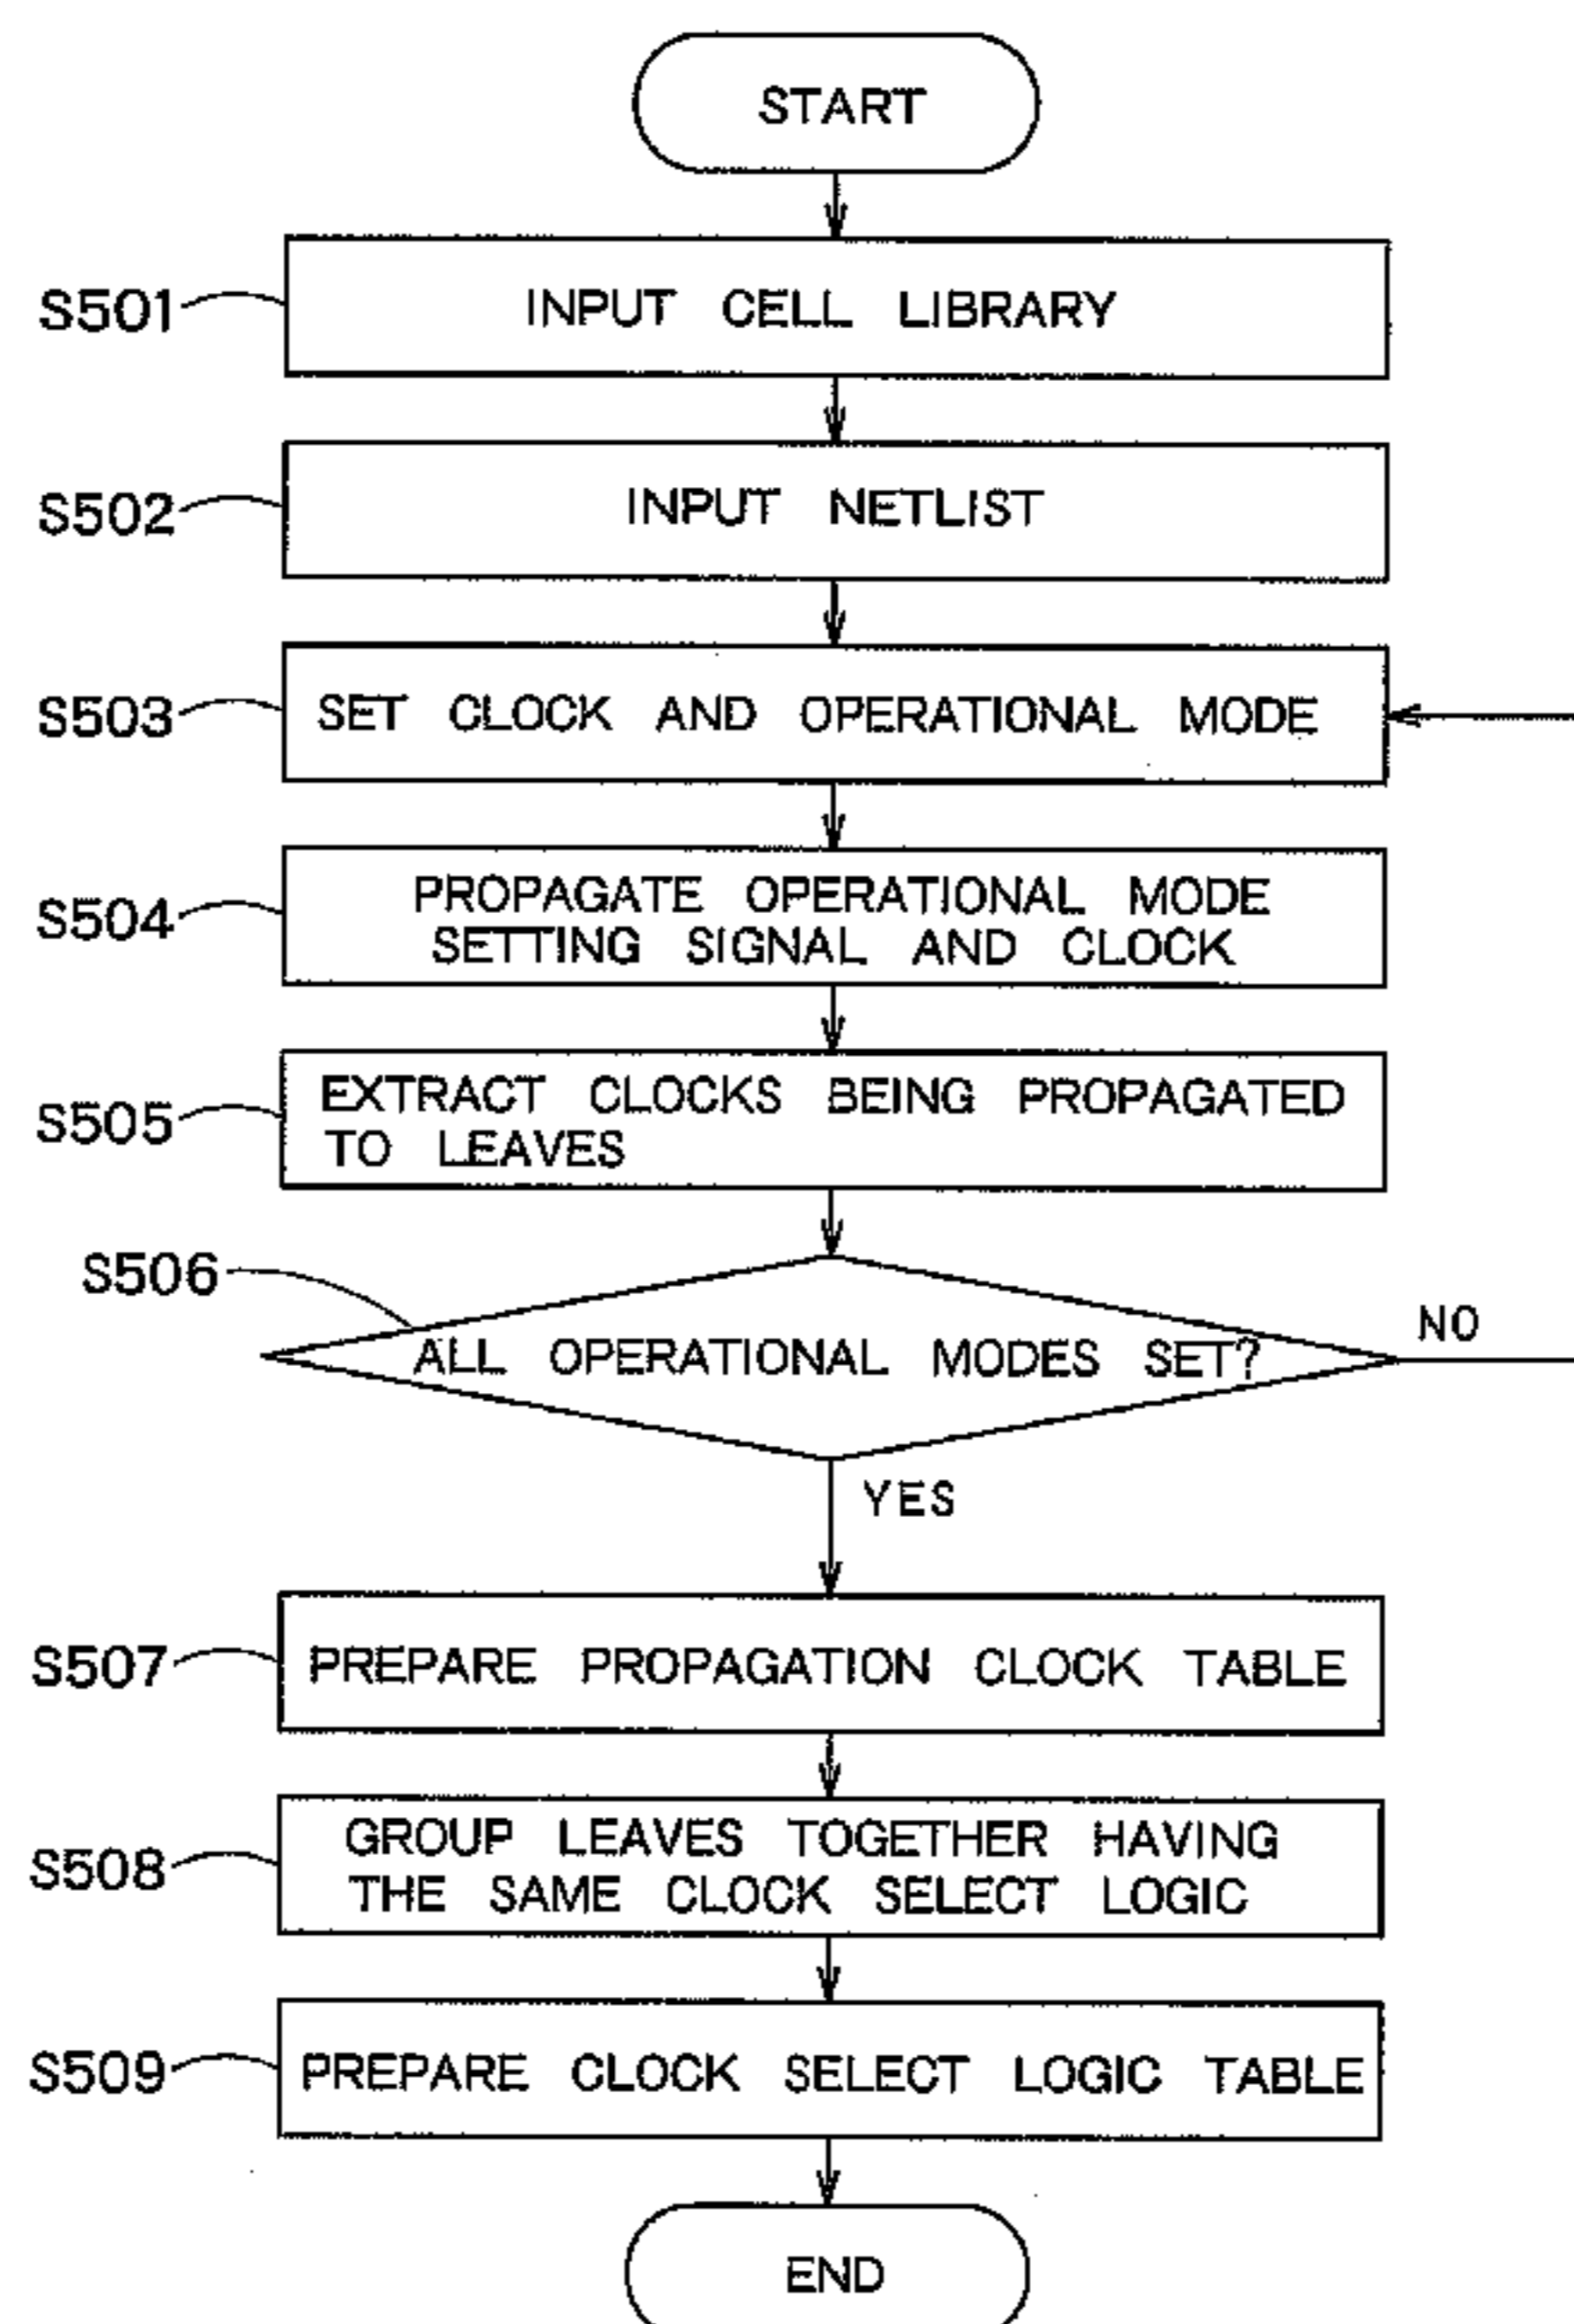 START
S501
INPUT CELL LIBRARY
S502
INPUT NETLIST
S503
SET CLOCK AND OPERATIONAL MODE
S504
PROPAGATE OPERATIONAL MODE
SETTING SIGNAL AND CLOCK
S505
EXTRACT CLOCKS BEING PROPAGATED
TO LEAVES
S506
ALL OPERATIONAL MODES SET?
NO
YES
S507
PREPARE PROPAGATION CLOCK TABLE
S508
GROUP LEAVES TOGETHER HAVING
THE SAME CLOCK SELECT LOGIC
S509
PREPARE CLOCK SELECT LOGIC TABLE
END